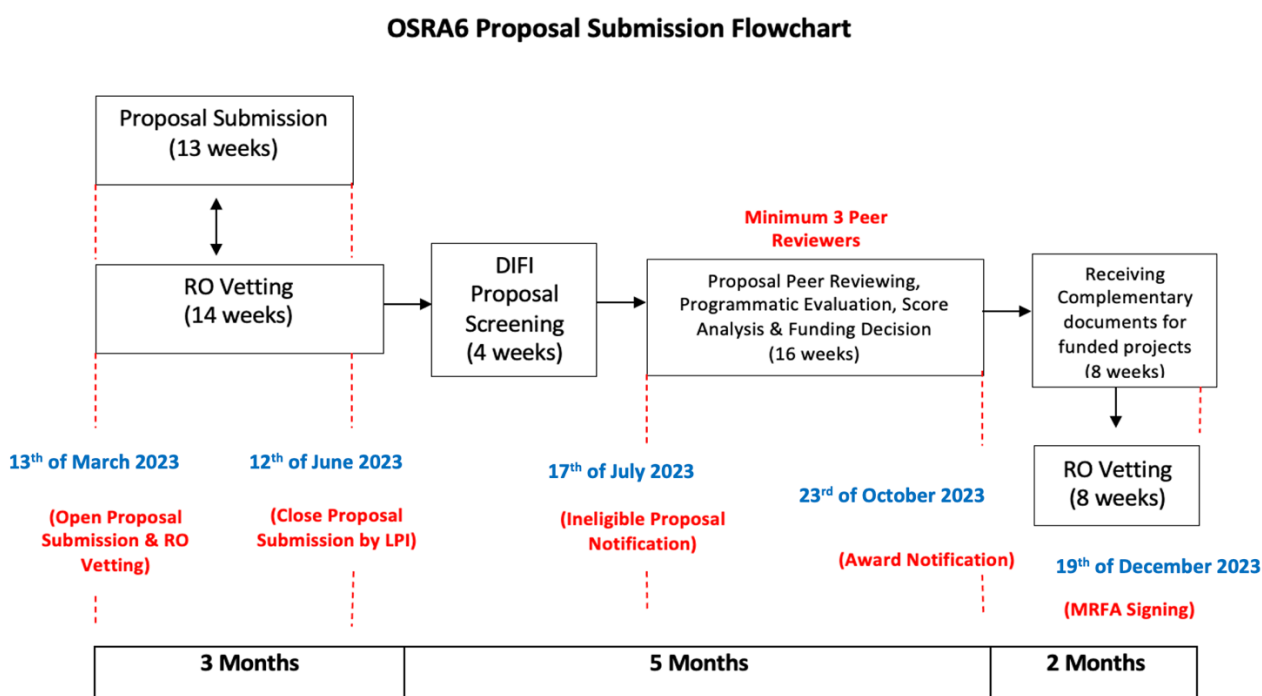 OSRA6 Proposal Submission Flowchart
Proposal Submission
(13 weeks)
RO Vetting
(14 weeks)
DIFI
Proposal
Screening
(4 weeks)
Minimum 3 Peer
Reviewers
Proposal Peer Reviewing,
Programmatic Evaluation, Score
Analysis & Funding Decision
(16 weeks)
Receiving
Complementary
documents for
funded projects
(8 weeks)
RO Vetting
(8 weeks)
13th of March 2023
(Open Proposal
Submission & RO
Vetting)
12th of June 2023
(Close Proposal
Submission by LPI)
17th of July 2023
(Ineligible Proposal
Notification)
23rd of October 2023
(Award Notification)
19th of December 2023
(MRFA Signing)
3 Months
5 Months
2 Months